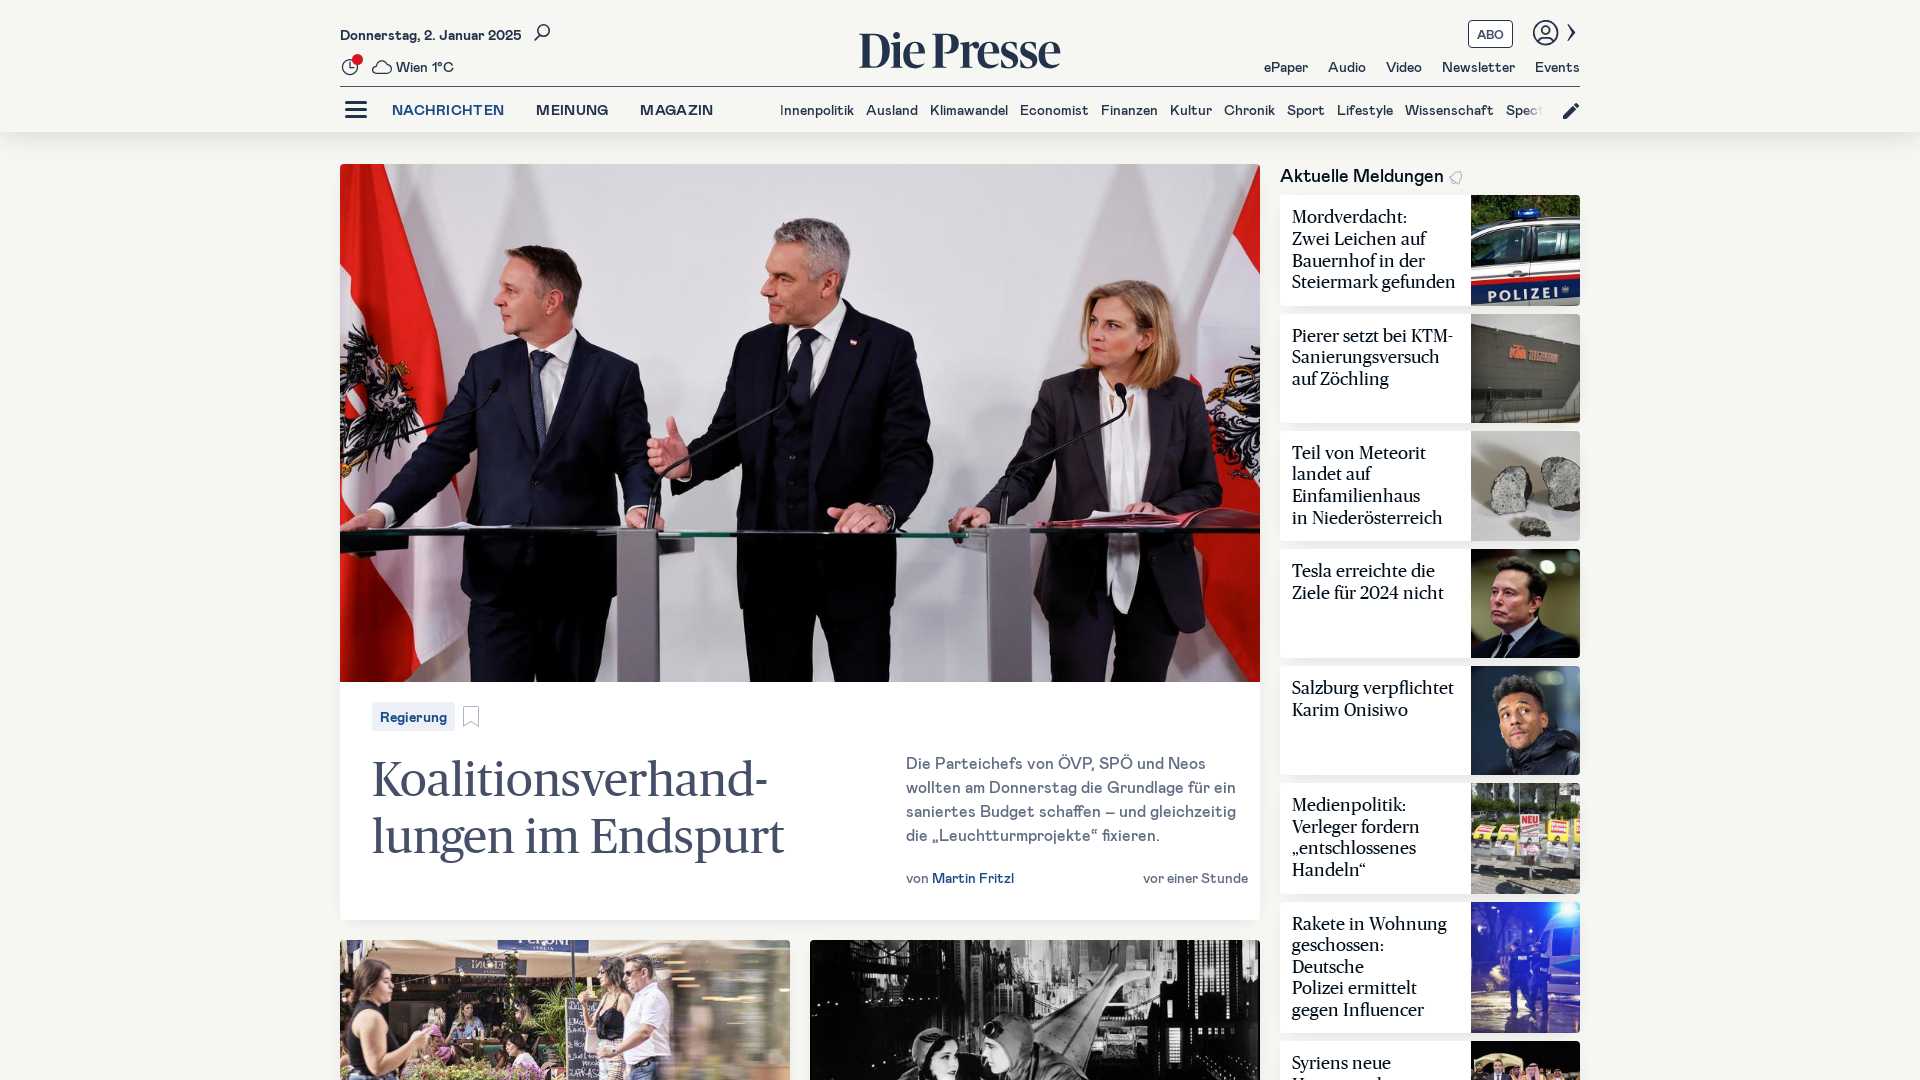 Donnerstag, 2. Januar 2025
Wien 1°C
Die Presse
ABO
ePaper Audio Video Newsletter Events
NACHRICHTEN MEINUNG MAGAZIN
Innenpolitik Ausland Klimawandel Economist Finanzen Kultur Chronik Sport Lifestyle Wissenschaft Spect
Regierung
Koalitionsverhand-
lungen im Endspurt
Die Parteichefs von ÖVP, SPÖ und Neos
wollten am Donnerstag die Grundlage für ein
saniertes Budget schaffen – und gleichzeitig
die „Leuchtturmprojekte“ fixieren.
von Martin Fritzl
vor einer Stunde
Aktuelle Meldungen
Mordverdacht:
Zwei Leichen auf
Bauernhof in der
Steiermark gefunden
POLIZEI
Pierer setzt bei KTM-
Sanierungsversuch
auf Zöchling
KTM
Teil von Meteorit
landet auf
Einfamilienhaus
in Niederösterreich
Tesla erreichte die
Ziele für 2024 nicht
Salzburg verpflichtet
Karim Onisiwo
Medienpolitik:
Verleger fordern
„entschlossenes
Handeln“
NEU
Rakete in Wohnung
geschossen:
Deutsche
Polizei ermittelt
gegen Influencer
Syriens neue